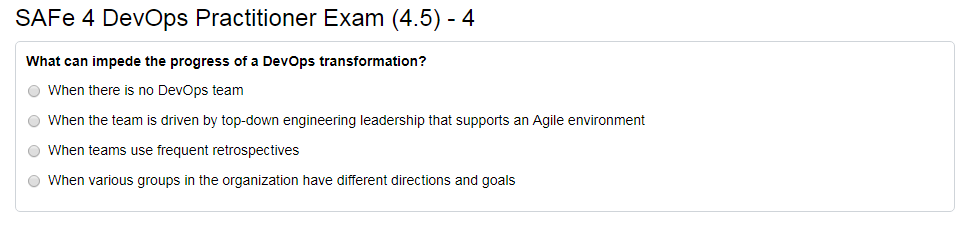 SAFe 4 DevOps Practitioner Exam (4.5) - 4
What can impede the progress of a DevOps transformation?
When there is no DevOps team
When the team is driven by top-down engineering leadership that supports an Agile environment
When teams use frequent retrospectives
When various groups in the organization have different directions and goals